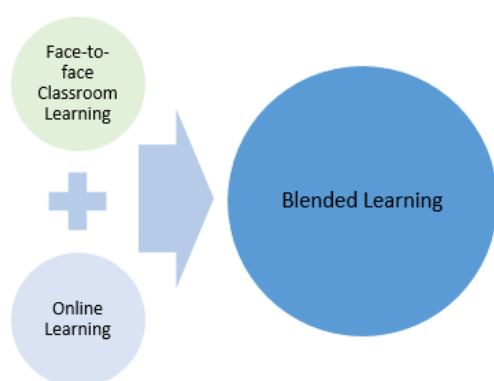 Face-to-
face
Classroom
Learning
Blended Learning
Online
Learning